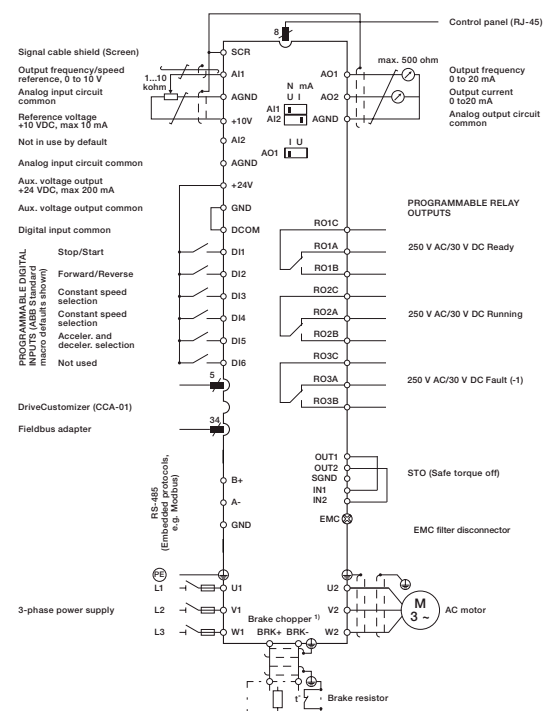 Control panel (RJ-45)
8
Signal cable shield (Screen)
SCR
Output frequency/speed
reference, 0 to 10 V
1...10
kohm
AI1
Analog input circuit
common
AGND
Reference voltage
+10 VDC, max 10 mA
+10V
Not in use by default
AI2
Analog input circuit common
AGND
Aux. voltage output
+24 VDC, max 200 mA
+24V
Aux. voltage output common
GND
Digital input common
DCOM
PROGRAMMABLE DIGITAL
INPUTS (ABB Standard
macro defaults shown)
Stop/Start
DI1
Forward/Reverse
DI2
Constant speed
selection
DI3
Constant speed
selection
DI4
Acceler. and
deceler. selection
DI5
Not used
DI6
5
DriveCustomizer (CCA-01)
34
Fieldbus adapter
RS-485
(Embedded protocols,
e.g. Modbus)
B+
A-
GND
PE
L1
U1
3-phase power supply
L2
V1
L3
W1
N mA
U I
AI1
AI2
I U
AO1
max. 500 ohm
AO1
Output frequency
0 to 20 mA
AO2
Output current
0 to20 mA
AGND
Analog output circuit
common
PROGRAMMABLE RELAY
OUTPUTS
RO1C
RO1A
250 V AC/30 V DC Ready
RO1B
RO2C
RO2A
250 V AC/30 V DC Running
RO2B
RO3C
RO3A
250 V AC/30 V DC Fault (-1)
RO3B
OUT1
OUT2
SGND
IN1
IN2
STO (Safe torque off)
EMC
EMC filter disconnector
U2
V2
W2
M
3 ~
AC motor
Brake chopper 1)
BRK+ BRK-
t°
Brake resistor